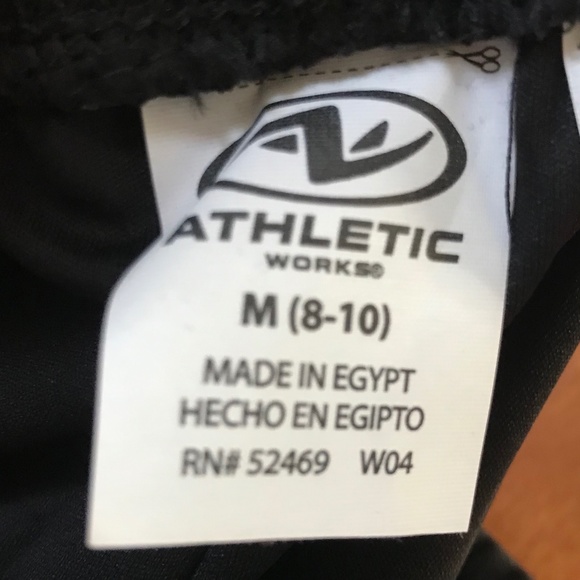 ATHLETIC
WORKS®
M (8-10)
MADE IN EGYPT
HECHO EN EGIPTO
RN# 52469 W04